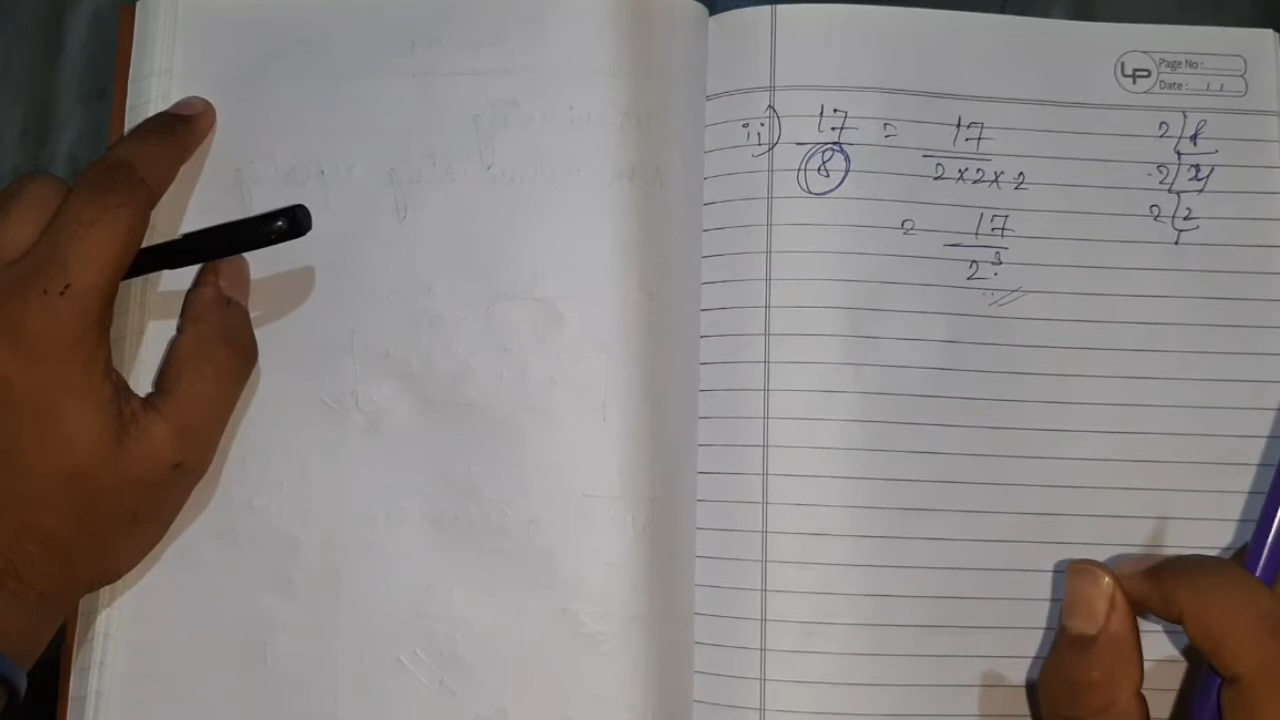 LP
Page No :
Date :
ii) 17/8 = 17/2×2×2
= 17/2³
2|8
2|4
2|2